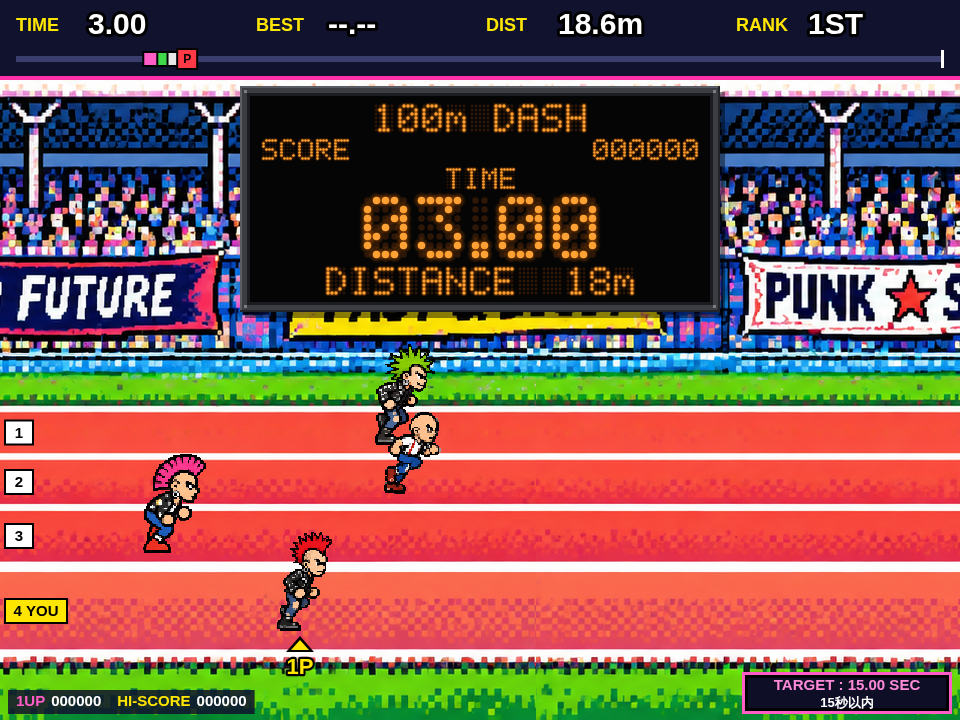 TIME 3.00 BEST --.-- DIST 18.6m RANK 1ST
P
100m DASH
SCORE 000000
TIME
03.00
DISTANCE 18m
FUTURE
PUNK ★ S
1
2
3
4 YOU
1P
1UP 000000 HI-SCORE 000000
TARGET : 15.00 SEC
15秒以内